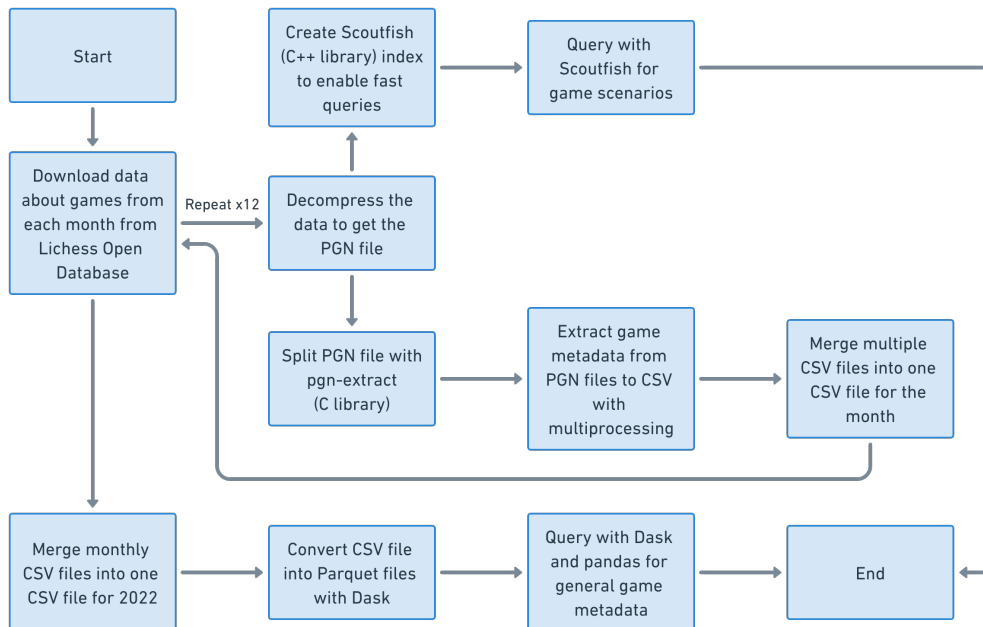 Start
Create Scoutfish
(C++ library) index
to enable fast
queries
Query with
Scoutfish for
game scenarios
Download data
about games from
each month from
Lichess Open
Database
Repeat x12
Decompress the
data to get the
PGN file
Split PGN file with
pgn-extract
(C library)
Extract game
metadata from
PGN files to CSV
with
multiprocessing
Merge multiple
CSV files into one
CSV file for the
month
Merge monthly
CSV files into one
CSV file for 2022
Convert CSV file
into Parquet files
with Dask
Query with Dask
and pandas for
general game
metadata
End